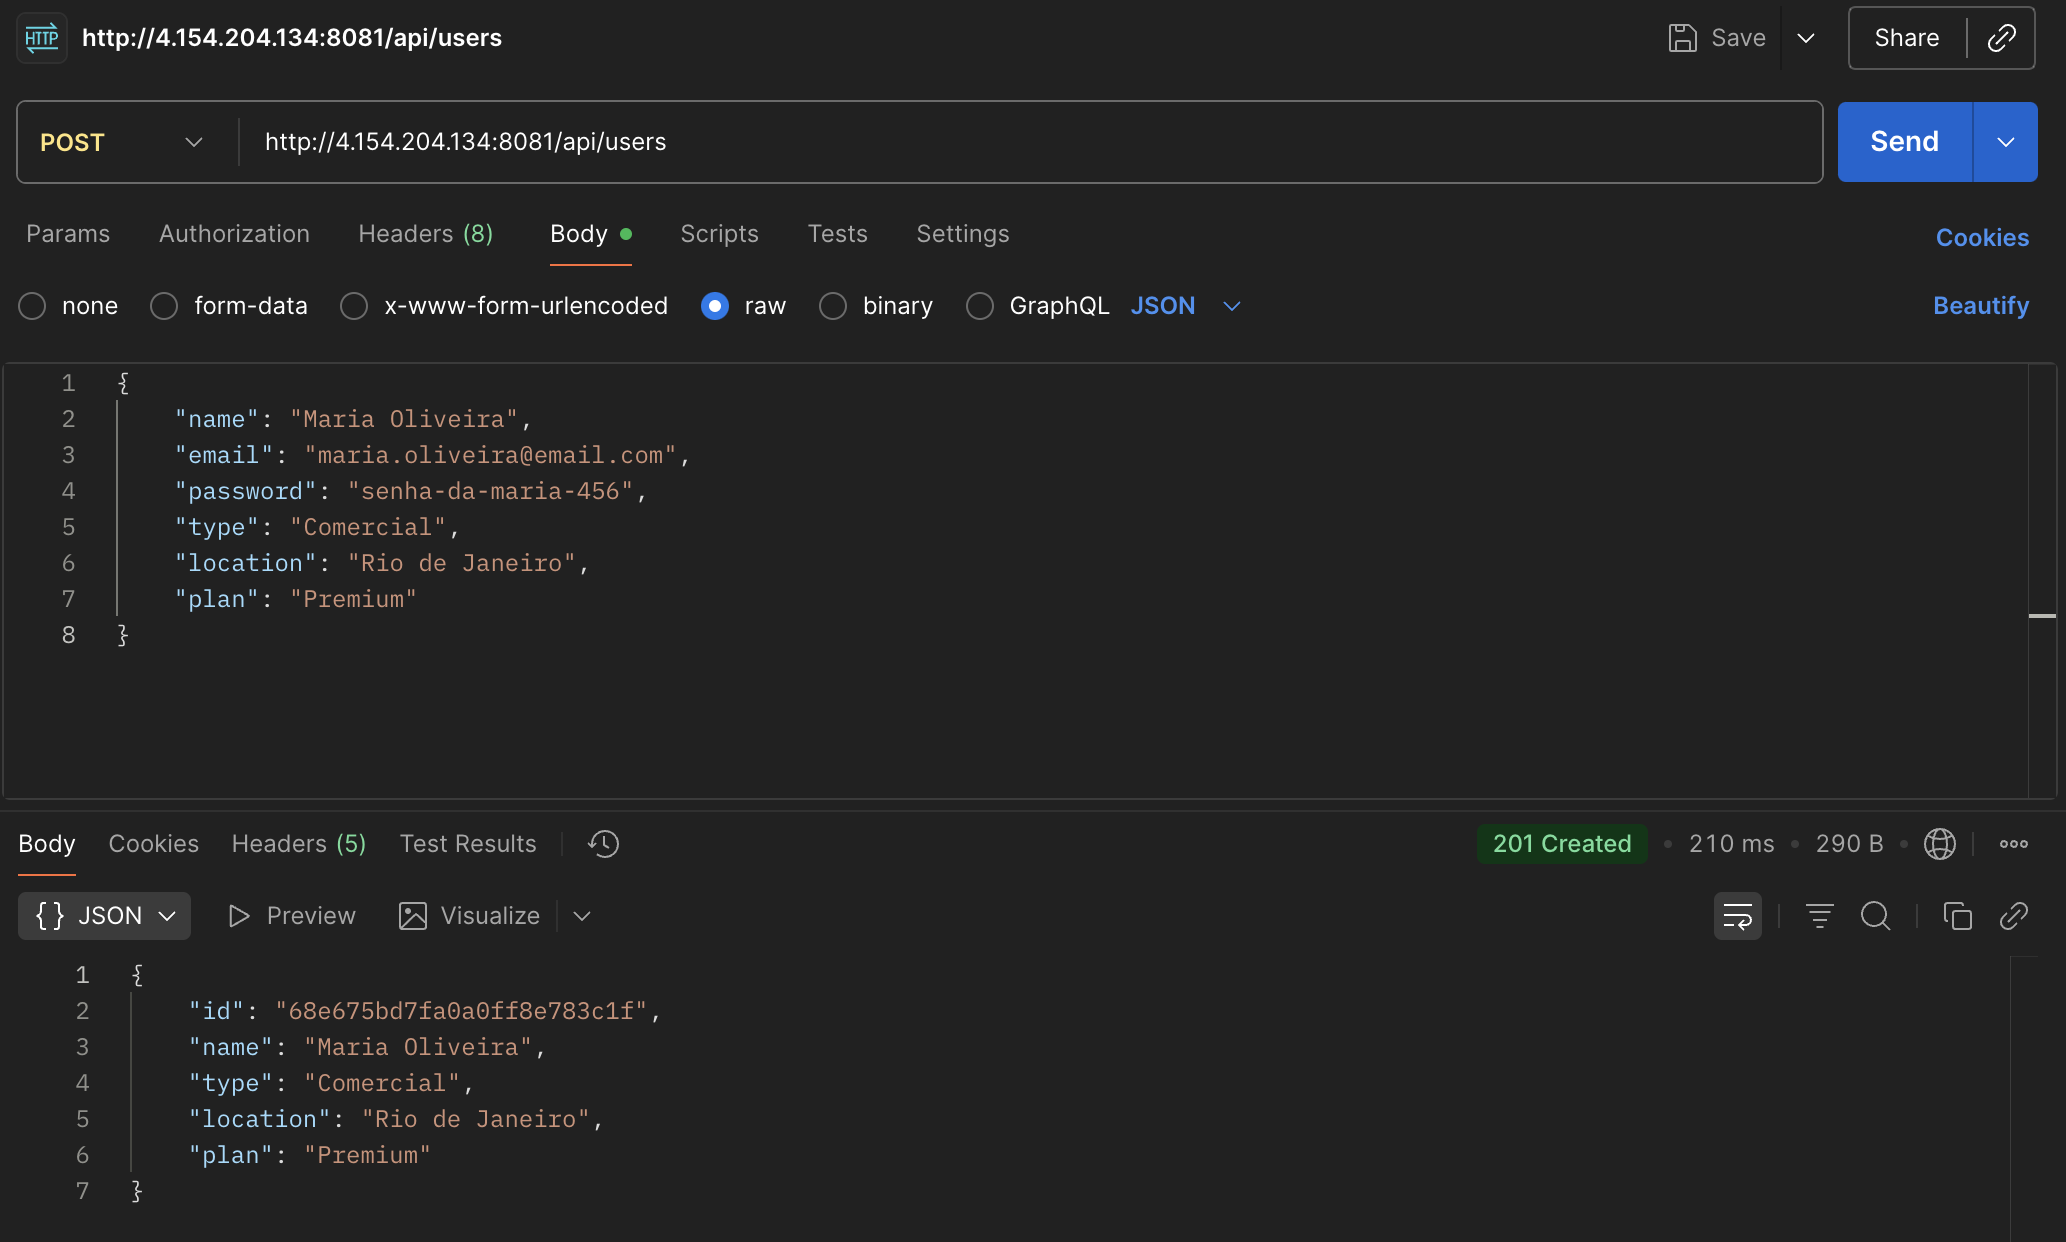 HTTP http://4.154.204.134:8081/api/users Save Share
POST http://4.154.204.134:8081/api/users Send
Params Authorization Headers (8) Body Scripts Tests Settings Cookies
none form-data x-www-form-urlencoded raw binary GraphQL JSON Beautify
1 {
2 "name": "Maria Oliveira",
3 "email": "maria.oliveira@email.com",
4 "password": "senha-da-maria-456",
5 "type": "Comercial",
6 "location": "Rio de Janeiro",
7 "plan": "Premium"
8 }
Body Cookies Headers (5) Test Results 201 Created 210 ms 290 B
{} JSON Preview Visualize
1 {
2 "id": "68e675bd7fa0a0ff8e783c1f",
3 "name": "Maria Oliveira",
4 "type": "Comercial",
5 "location": "Rio de Janeiro",
6 "plan": "Premium"
7 }